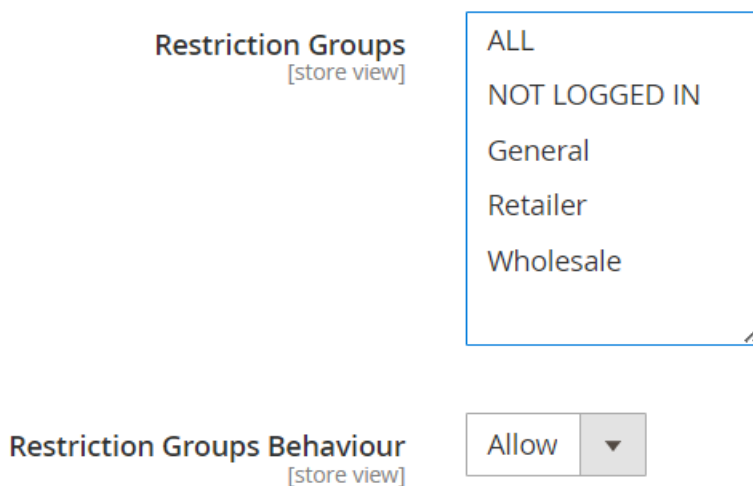 Restriction Groups
[store view]
ALL
NOT LOGGED IN
General
Retailer
Wholesale
Restriction Groups Behaviour
[store view]
Allow